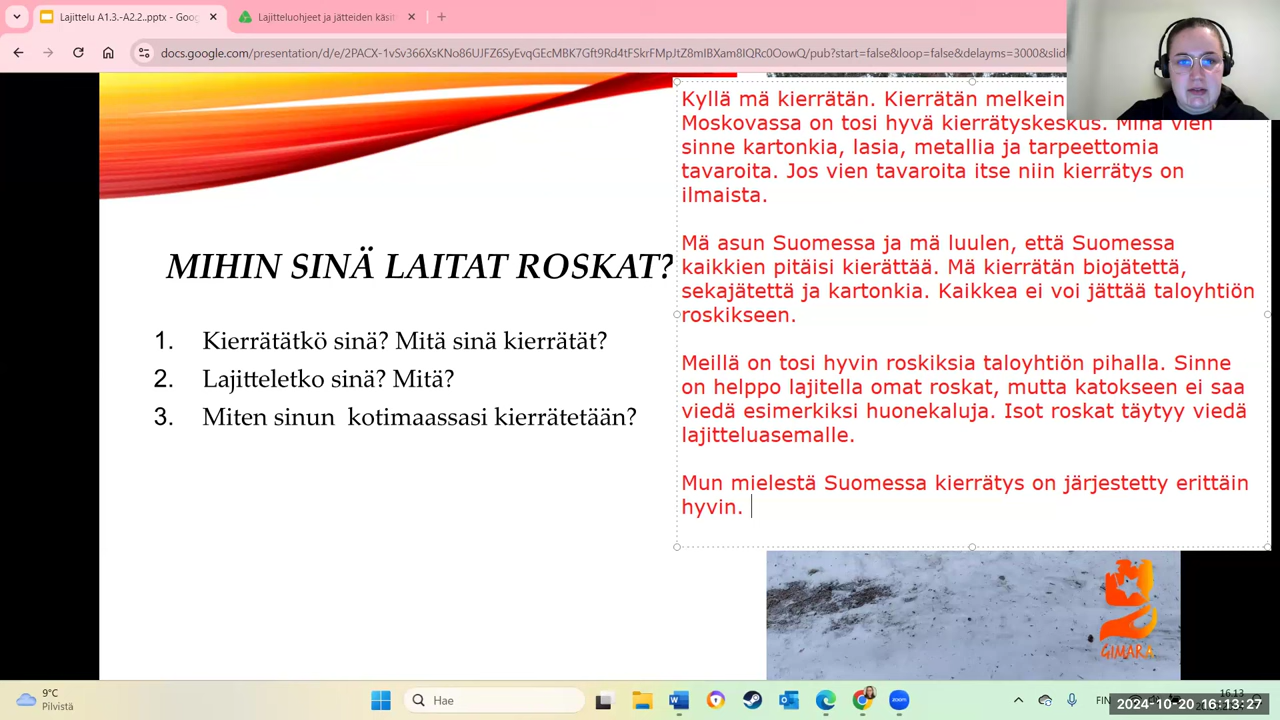 Lajittelu A1.3.-A2.2..pptx - Goog
Lajitteluohjeet ja jätteiden käsit
docs.google.com/presentation/d/e/2PACX-1vSv366XsKNo86UJFZ6SyEvqGEcMBK7Gft9Rd4tFSkrFMpJtZ8mIBXam8IQRc0OowQ/pub?start=false&loop=false&delayms=3000&slid
MIHIN SINÄ LAITAT ROSKAT?
1. Kierrätätkö sinä? Mitä sinä kierrätät?
2. Lajitteletko sinä? Mitä?
3. Miten sinun kotimaassasi kierrätetään?
Kyllä mä kierrätän. Kierrätän melkein
Moskovassa on tosi hyvä kierrätyskeskus. Minä vien
sinne kartonkia, lasia, metallia ja tarpeettomia
tavaroita. Jos vien tavaroita itse niin kierrätys on
ilmaista.
Mä asun Suomessa ja mä luulen, että Suomessa
kaikkien pitäisi kierättää. Mä kierrätän biojätettä,
sekajätettä ja kartonkia. Kaikkea ei voi jättää taloyhtiön
roskikseen.
Meillä on tosi hyvin roskiksia taloyhtiön pihalla. Sinne
on helppo lajitella omat roskat, mutta katokseen ei saa
viedä esimerkiksi huonekaluja. Isot roskat täytyy viedä
lajitteluasemalle.
Mun mielestä Suomessa kierrätys on järjestetty erittäin
hyvin.
GIMARA
9°C
Pilvistä
Hae
zoom
FIN
16.13
2024-10-20 16:13:27